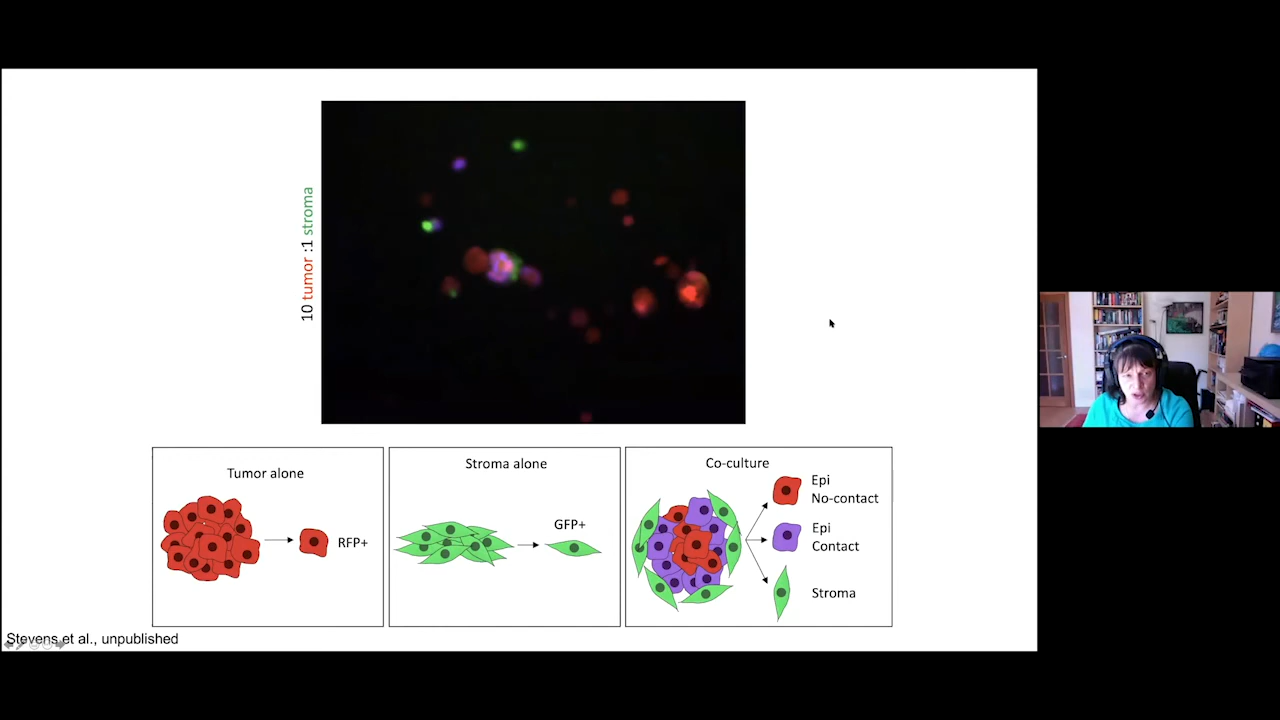 10 tumor :1 stroma
Tumor alone
RFP+
Stroma alone
GFP+
Co-culture
Epi
No-contact
Epi
Contact
Stroma
Stevens et al., unpublished